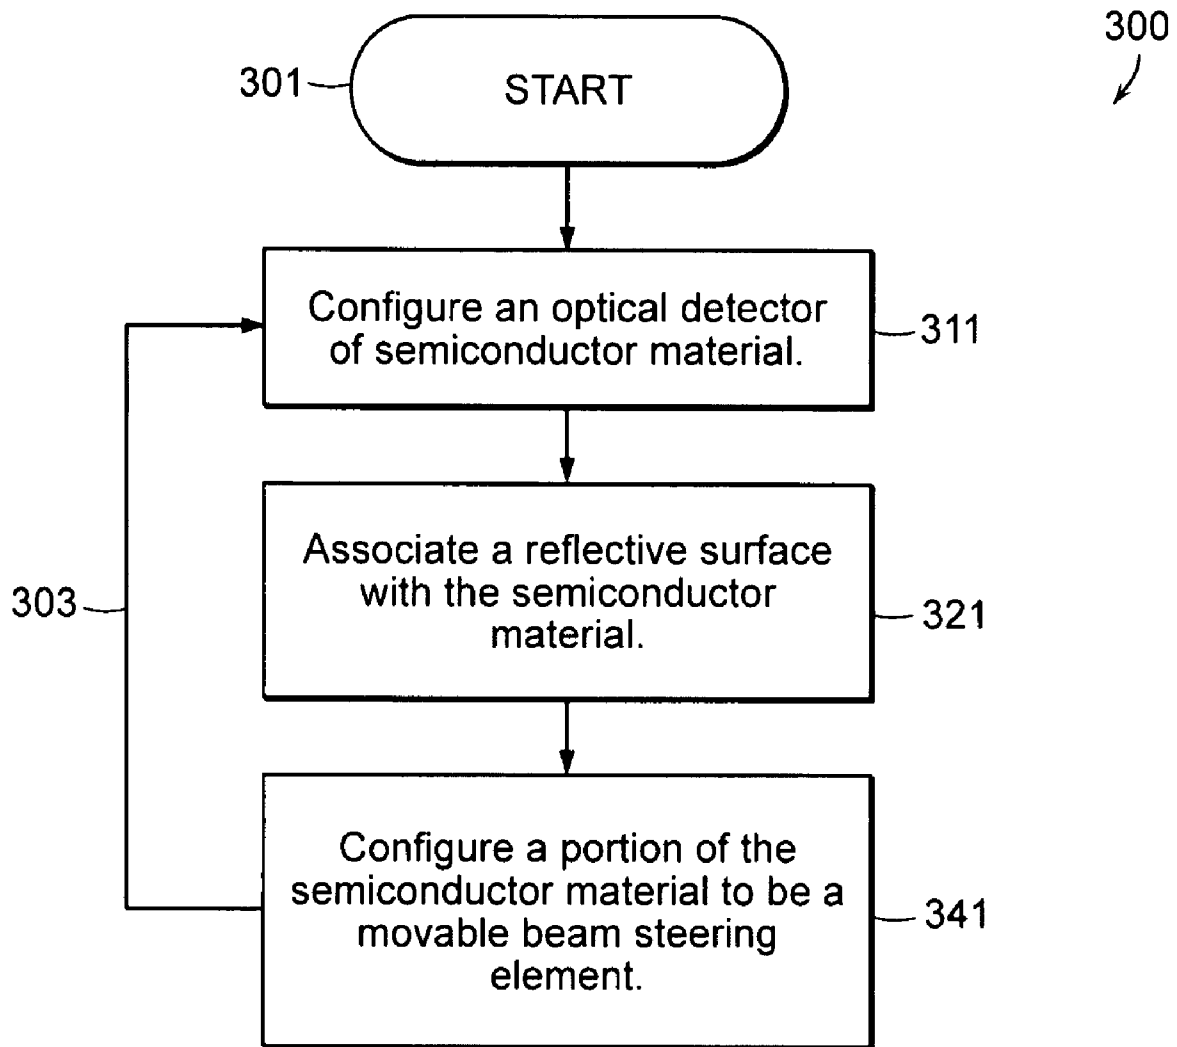 300
301
START
Configure an optical detector
of semiconductor material.
311
Associate a reflective surface
with the semiconductor
material.
321
303
Configure a portion of the
semiconductor material to be a
movable beam steering
element.
341